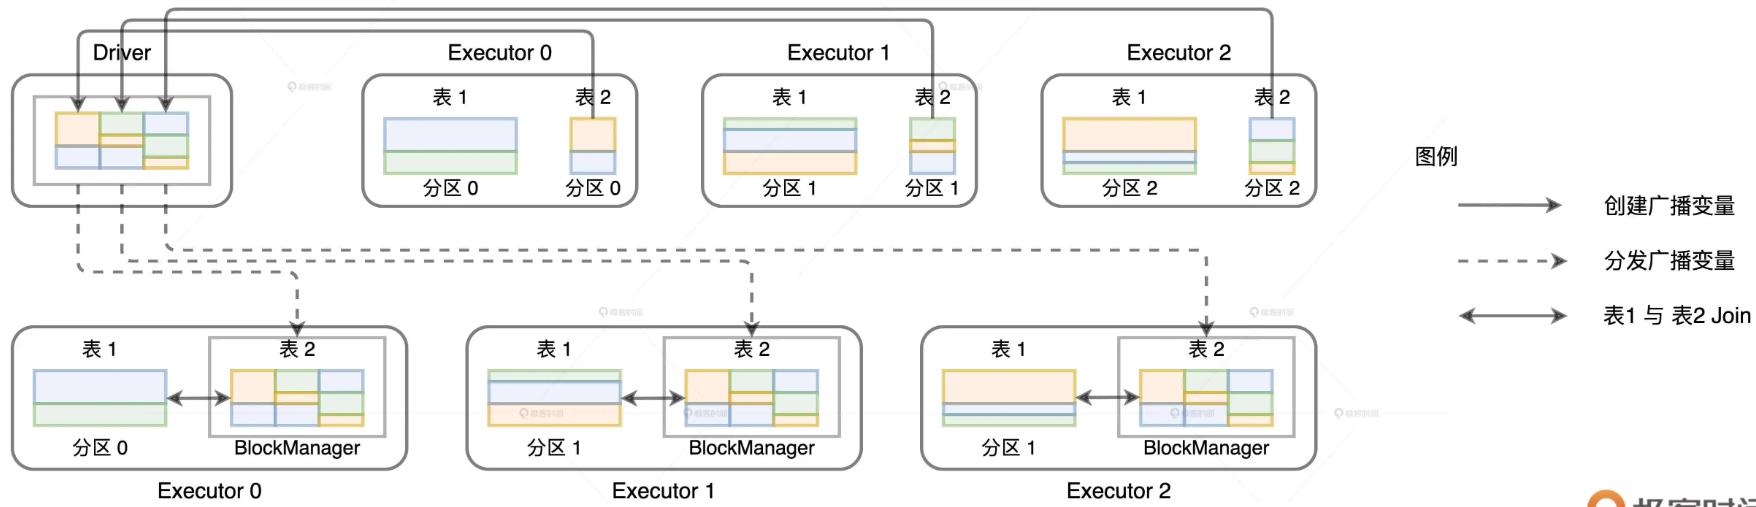 Driver
Executor 0
Executor 1
Executor 2
表 1
表 2
表 1
表 2
表 1
表 2
分区 0
分区 0
分区 1
分区 1
分区 2
分区 2
图例
创建广播变量
分发广播变量
表1 与 表2 Join
表 1
表 2
表 1
表 2
表 1
表 2
分区 0
BlockManager
分区 1
BlockManager
分区 1
BlockManager
Executor 0
Executor 1
Executor 2
极客时间